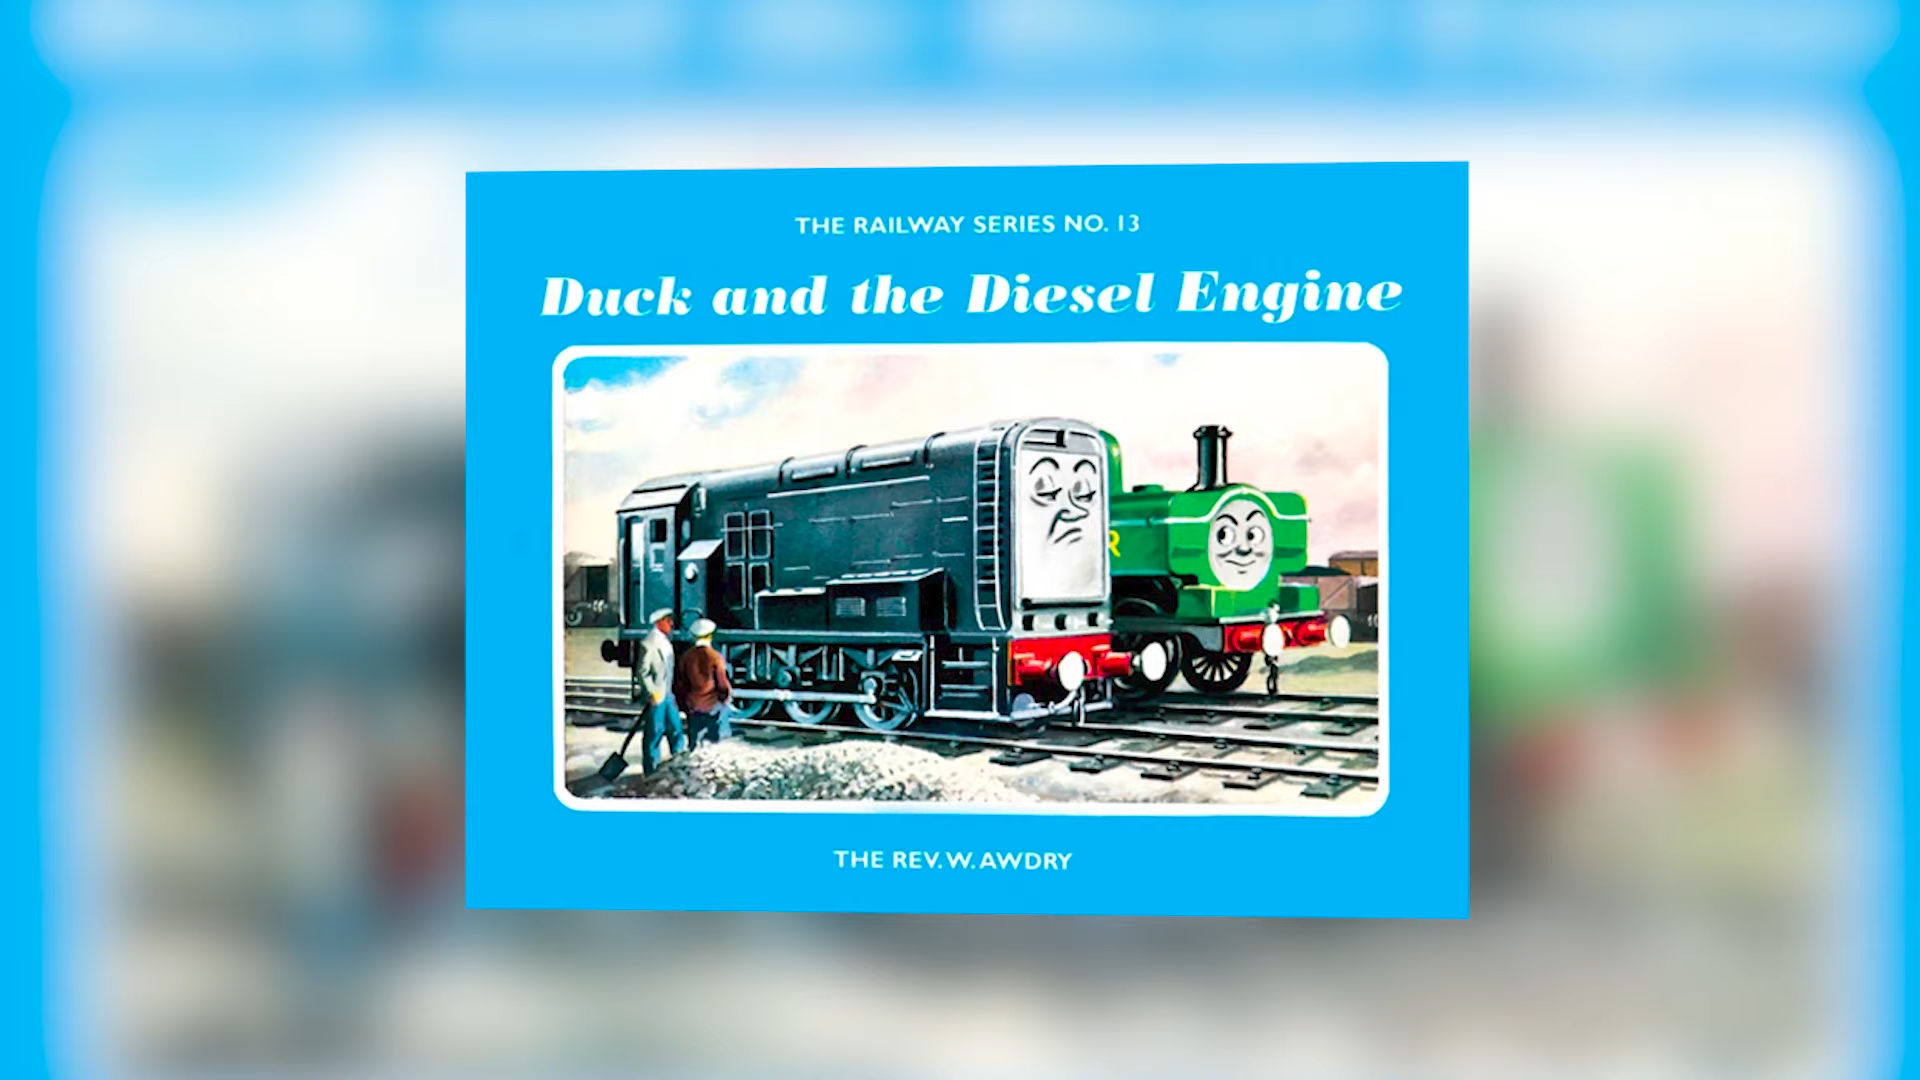 THE RAILWAY SERIES NO. 13
Duck and the Diesel Engine
R
THE REV. W. AWDRY